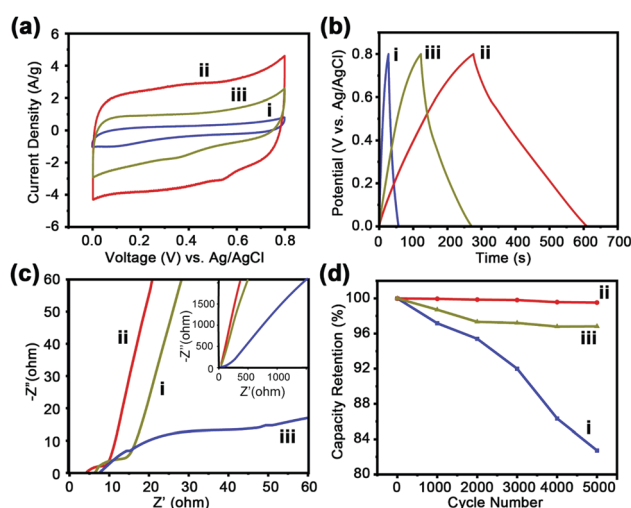 (a)
Current Density (A/g)
6
4
2
0
-2
-4
-6
ii
iii
i
0.0 0.2 0.4 0.6 0.8
Voltage (V) vs. Ag/AgCl
(b)
Potential (V vs. Ag/AgCl)
0.8
0.4
0.0
i
iii
ii
0 100 200 300 400 500 600 700
Time (s)
(c)
-Z''(ohm)
60
50
40
30
20
10
0
ii
i
iii
0 10 20 30 40 50 60
Z' (ohm)
-Z''(ohm)
1500
1000
500
0
0 500 1000
Z'(ohm)
(d)
Capacity Retention (%)
100
96
92
88
84
80
ii
iii
i
0 1000 2000 3000 4000 5000
Cycle Number